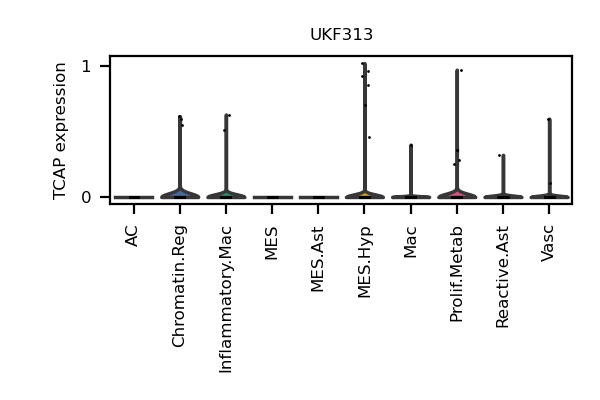 UKF313
TCAP expression
1
0
AC
Chromatin.Reg
Inflammatory.Mac
MES
MES.Ast
MES.Hyp
Mac
Prolif.Metab
Reactive.Ast
Vasc